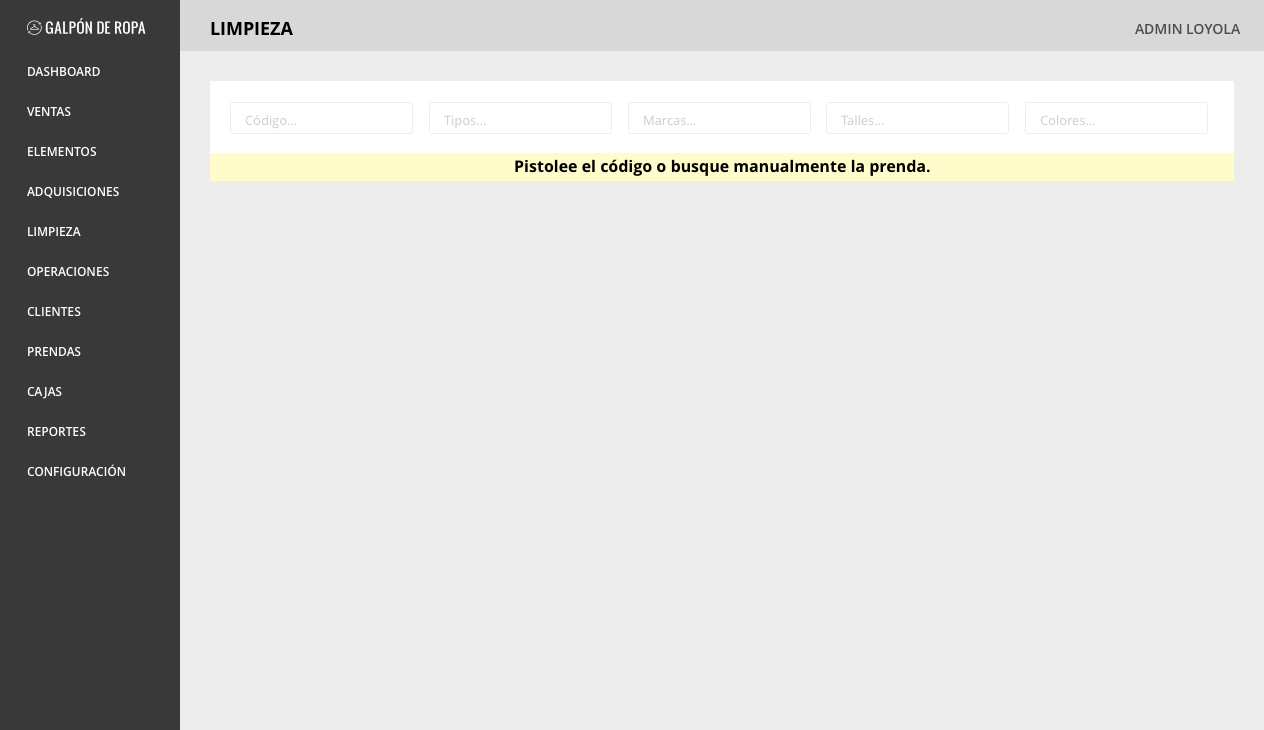 GALPÓN DE ROPA
DASHBOARD
VENTAS
ELEMENTOS
ADQUISICIONES
LIMPIEZA
OPERACIONES
CLIENTES
PRENDAS
CAJAS
REPORTES
CONFIGURACIÓN
LIMPIEZA
ADMIN LOYOLA
Código...
Tipos...
Marcas...
Talles...
Colores...
Pistolee el código o busque manualmente la prenda.